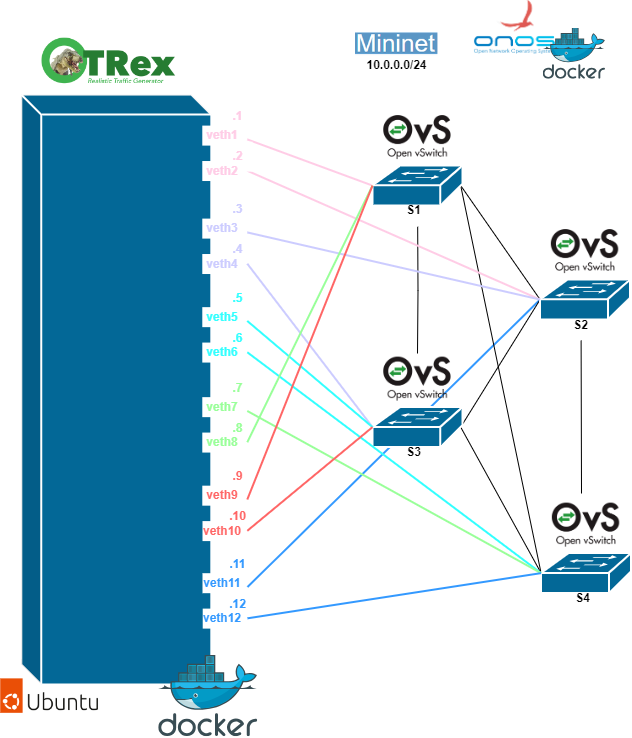 TRex
Realistic Traffic Generator
Mininet
10.0.0.0/24
onos
Open Network Operating Sys
docker
.1
veth1
.2
veth2
.3
veth3
.4
veth4
.5
veth5
.6
veth6
.7
veth7
.8
veth8
.9
veth9
.10
veth10
.11
veth11
.12
veth12
OvS
Open vSwitch
S1
OvS
Open vSwitch
S2
OvS
Open vSwitch
S3
OvS
Open vSwitch
S4
Ubuntu
docker